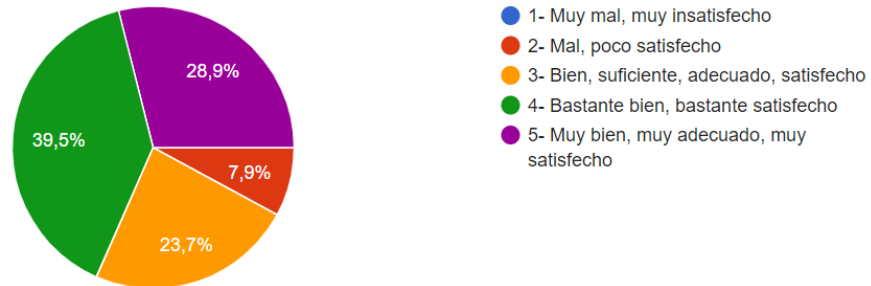 28,9%
39,5%
7,9%
23,7%
1- Muy mal, muy insatisfecho
2- Mal, poco satisfecho
3- Bien, suficiente, adecuado, satisfecho
4- Bastante bien, bastante satisfecho
5- Muy bien, muy adecuado, muy
satisfecho